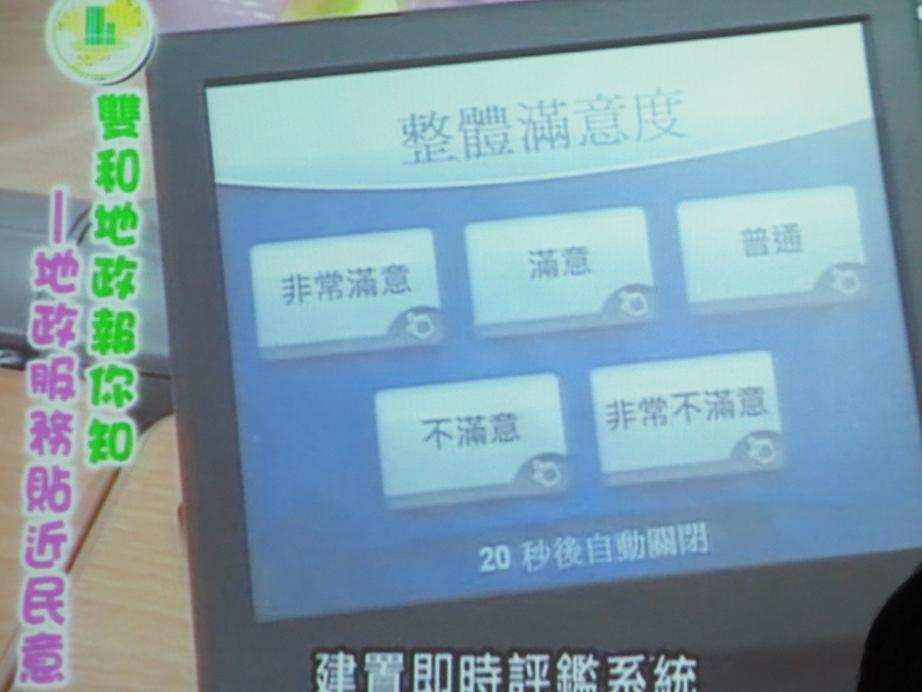 雙和地政報你知
—地政服務貼近民意
整體滿意度
非常滿意
滿意
普通
不滿意
非常不滿意
20 秒後自動關閉
建置即時評鑑系統